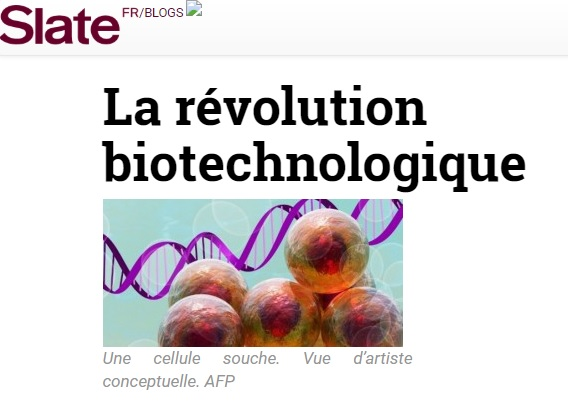 Slate FR/BLOGS
La révolution
biotechnologique
Une cellule souche. Vue d’artiste
conceptuelle. AFP